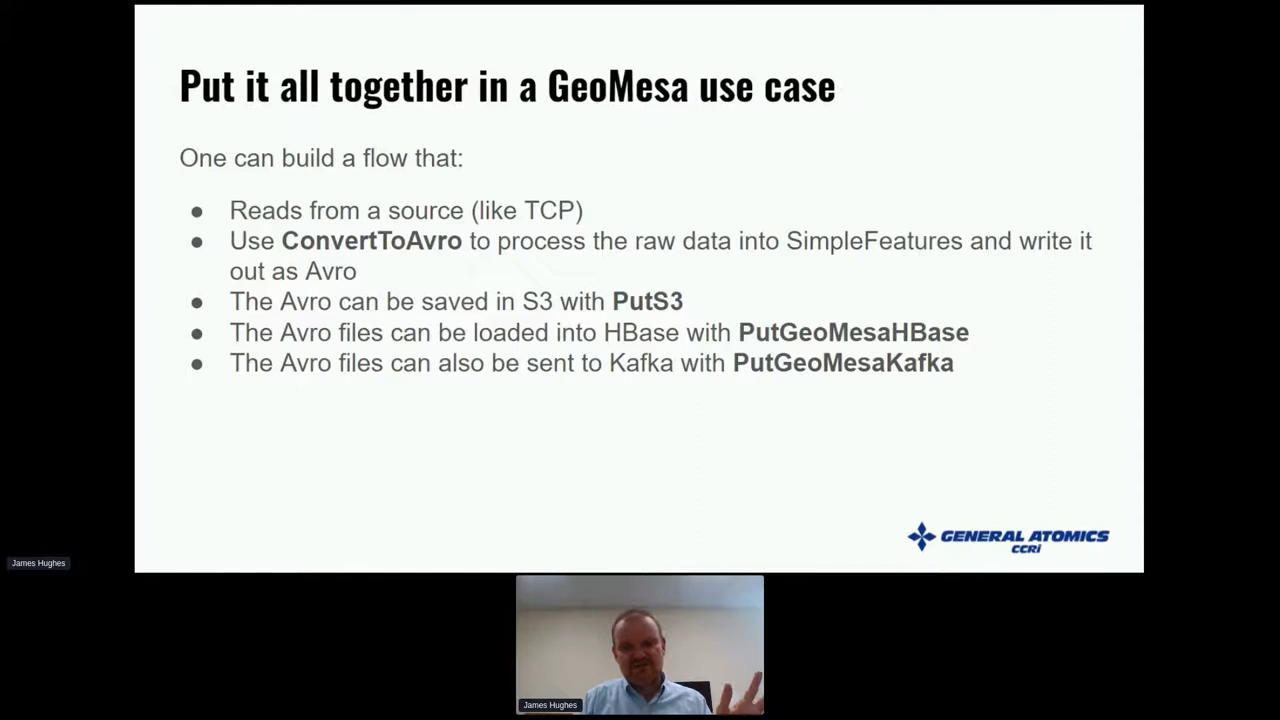 Put it all together in a GeoMesa use case
One can build a flow that:
● Reads from a source (like TCP)
● Use ConvertToAvro to process the raw data into SimpleFeatures and write it
out as Avro
● The Avro can be saved in S3 with PutS3
● The Avro files can be loaded into HBase with PutGeoMesaHBase
● The Avro files can also be sent to Kafka with PutGeoMesaKafka
GENERAL ATOMICS
CCRi
James Hughes
James Hughes